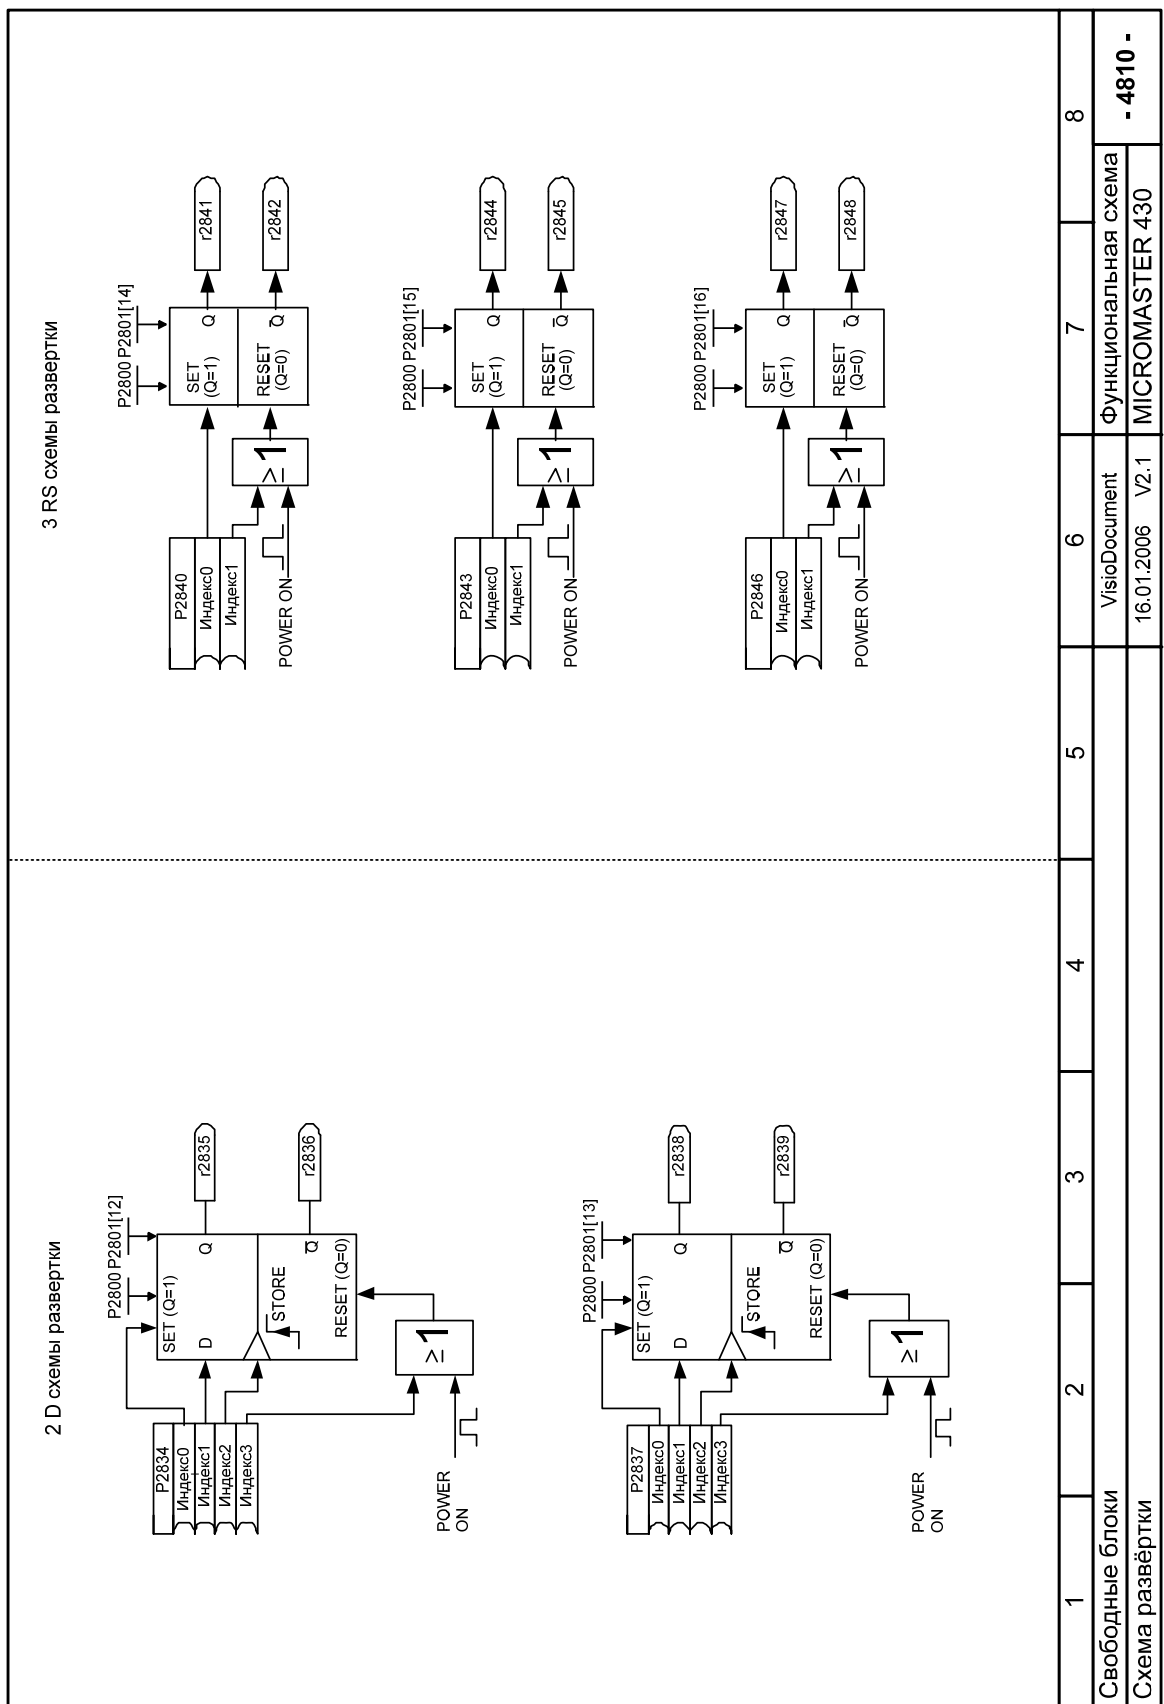 2 D схемы развертки
P2800 P2801[12]
P2834
Индекс0
Индекс1
Индекс2
Индекс3
SET (Q=1)
D
Q
STORE
Q
RESET (Q=0)
r2835
r2836
≥1
POWER
ON
P2800 P2801[13]
P2837
Индекс0
Индекс1
Индекс2
Индекс3
SET (Q=1)
D
Q
STORE
Q
RESET (Q=0)
r2838
r2839
≥1
POWER
ON
3 RS схемы развертки
P2800 P2801[14]
P2840
Индекс0
Индекс1
POWER ON
≥1
SET
(Q=1)
Q
RESET
(Q=0)
Q
r2841
r2842
P2800 P2801[15]
P2843
Индекс0
Индекс1
POWER ON
≥1
SET
(Q=1)
Q
RESET
(Q=0)
Q
r2844
r2845
P2800 P2801[16]
P2846
Индекс0
Индекс1
POWER ON
≥1
SET
(Q=1)
Q
RESET
(Q=0)
Q
r2847
r2848
1 2 3 4 5 6 7 8
Свободные блоки
VisioDocument
Функциональная схема
- 4810 -
Схема развёртки
16.01.2006 V2.1
MICROMASTER 430